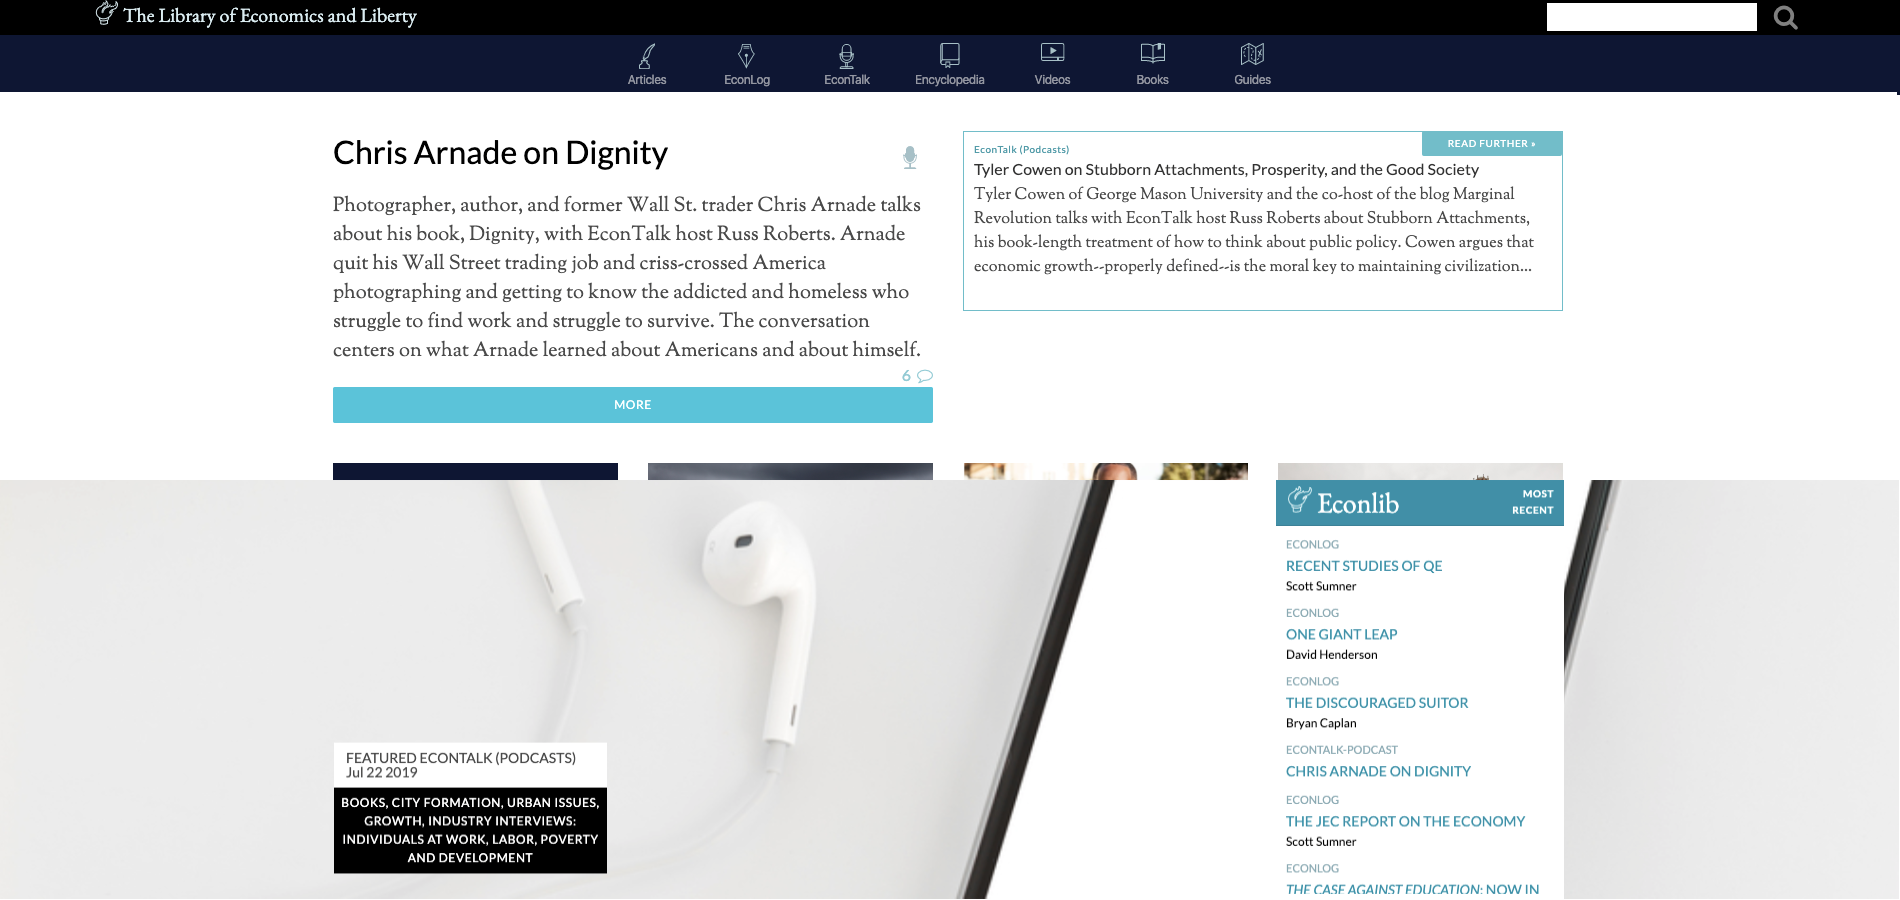 The Library of Economics and Liberty
Articles
EconLog
EconTalk
Encyclopedia
Videos
Books
Guides
Chris Arnade on Dignity
Photographer, author, and former Wall St. trader Chris Arnade talks
about his book, Dignity, with EconTalk host Russ Roberts. Arnade
quit his Wall Street trading job and criss-crossed America
photographing and getting to know the addicted and homeless who
struggle to find work and struggle to survive. The conversation
centers on what Arnade learned about Americans and about himself.
6
MORE
READ FURTHER »
EconTalk (Podcasts)
Tyler Cowen on Stubborn Attachments, Prosperity, and the Good Society
Tyler Cowen of George Mason University and the co-host of the blog Marginal
Revolution talks with EconTalk host Russ Roberts about Stubborn Attachments,
his book-length treatment of how to think about public policy. Cowen argues that
economic growth--properly defined--is the moral key to maintaining civilization...
FEATURED ECONTALK (PODCASTS)
Jul 22 2019
BOOKS, CITY FORMATION, URBAN ISSUES,
GROWTH, INDUSTRY INTERVIEWS:
INDIVIDUALS AT WORK, LABOR, POVERTY
AND DEVELOPMENT
Econlib
MOST
RECENT
ECONLOG
RECENT STUDIES OF QE
Scott Sumner
ECONLOG
ONE GIANT LEAP
David Henderson
ECONLOG
THE DISCOURAGED SUITOR
Bryan Caplan
ECONTALK-PODCAST
CHRIS ARNADE ON DIGNITY
ECONLOG
THE JEC REPORT ON THE ECONOMY
Scott Sumner
ECONLOG
THE CASE AGAINST EDUCATION: NOW IN